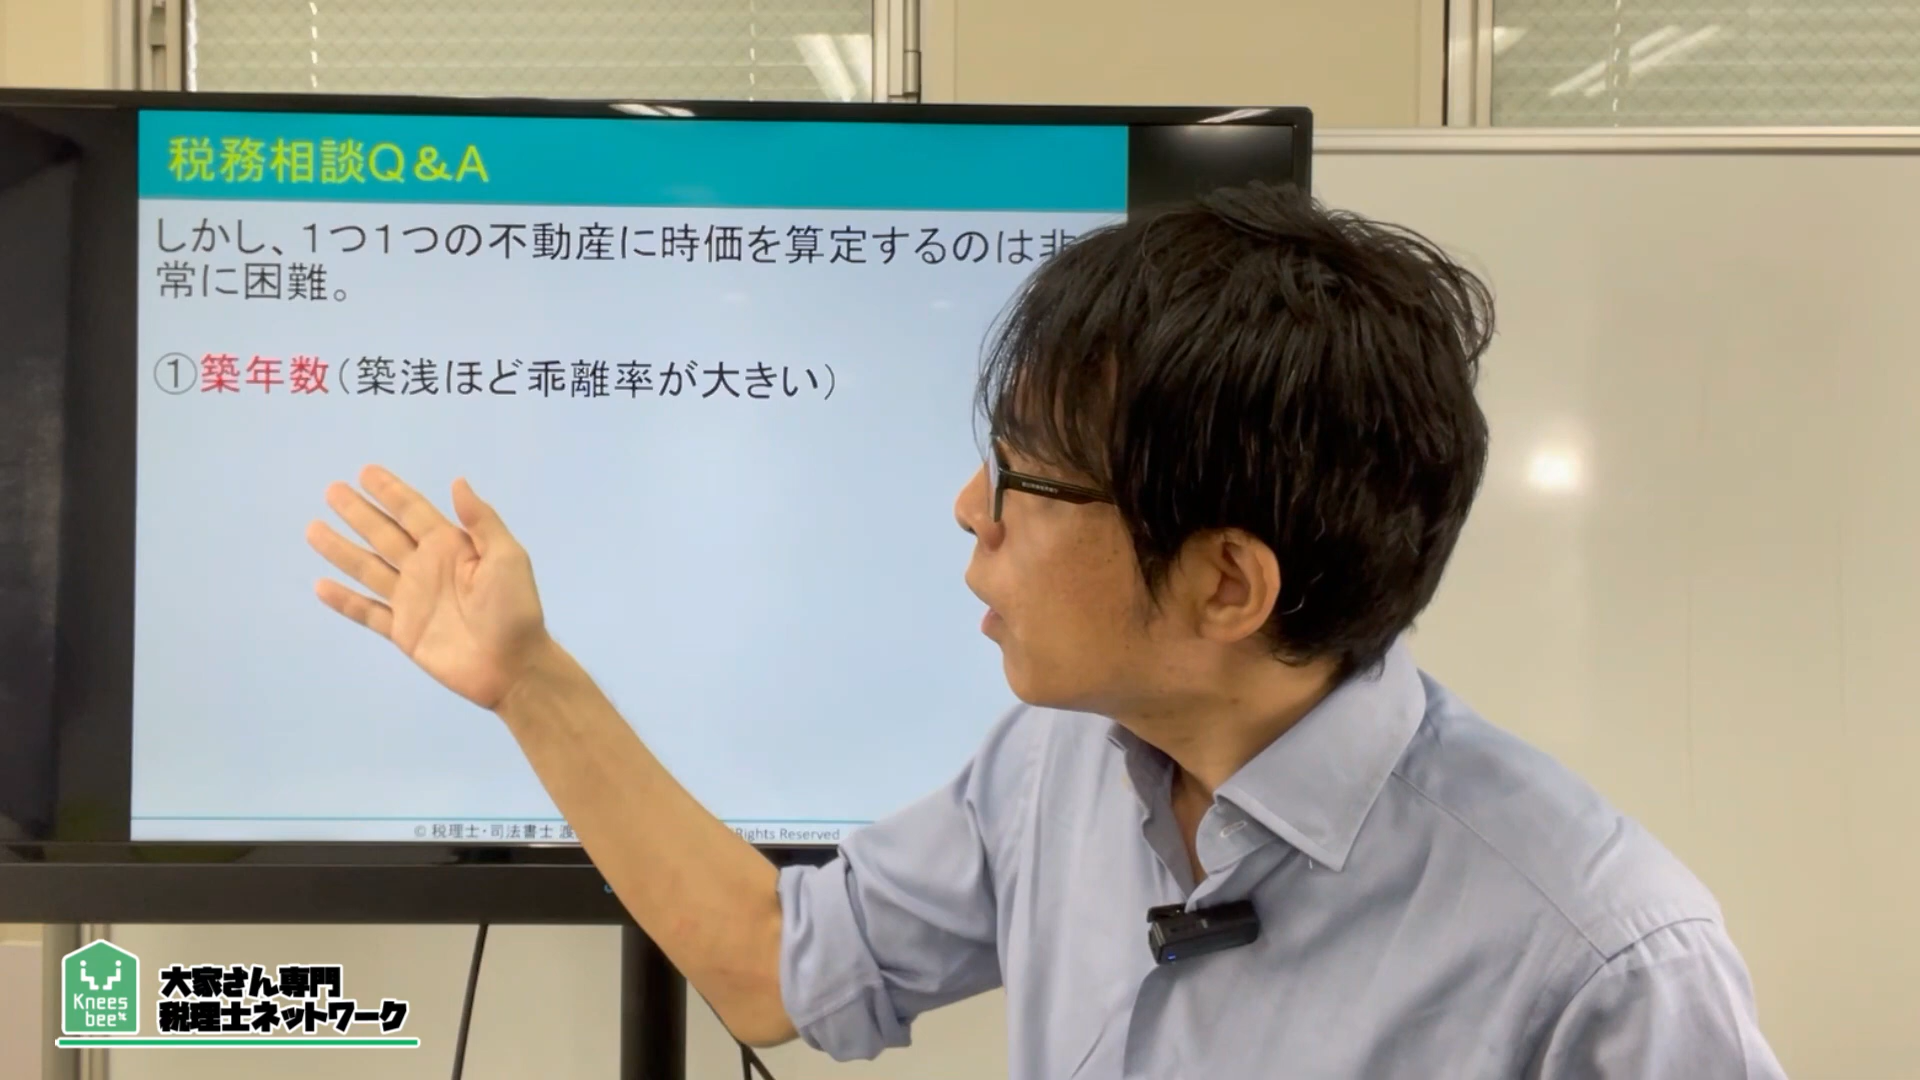 税務相談Q&A
しかし、1つ1つの不動産に時価を算定するのは非
常に困難。
①築年数（築浅ほど乖離率が大きい）
© 税理士・司法書士 渡 Rights Reserved
Knees
bee
大家さん専門
税理士ネットワーク